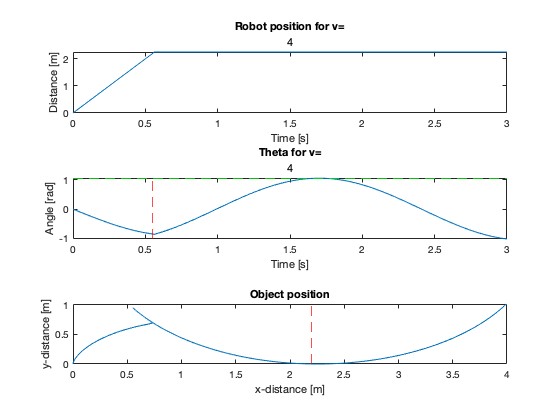 Robot position for v=
4
Distance [m]
2
1
0
0 0.5 1 1.5 2 2.5 3
Time [s]
Theta for v=
4
Angle [rad]
1
0
-1
0 0.5 1 1.5 2 2.5 3
Time [s]
Object position
y-distance [m]
1
0.5
0
0 0.5 1 1.5 2 2.5 3 3.5 4
x-distance [m]